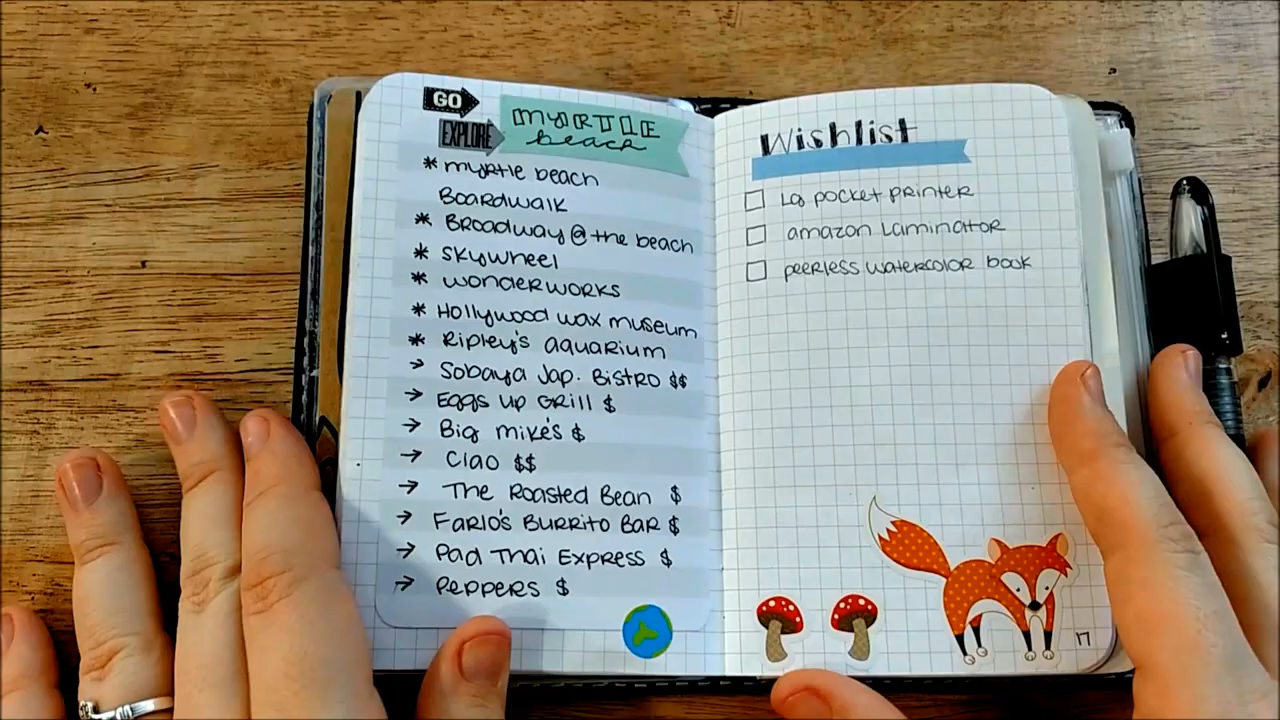 GO
EXPLORE
MYRTLE
beach
* myrtle beach
Boardwalk
* Broadway @ the beach
* SKYwheel
* wonderworks
* Hollywood wax museum
* Ripley's aquarium
→ Sobaya Jap. Bistro $$
→ Eggs Up Grill $
→ Big mike's $
→ Ciao $$
→ The Roasted Bean $
→ Farlo's Burrito Bar $
→ Pad Thai Express $
→ Peppers $
Wishlist
☐ Lg pocket printer
☐ amazon Laminator
☐ peerless watercolor book
17